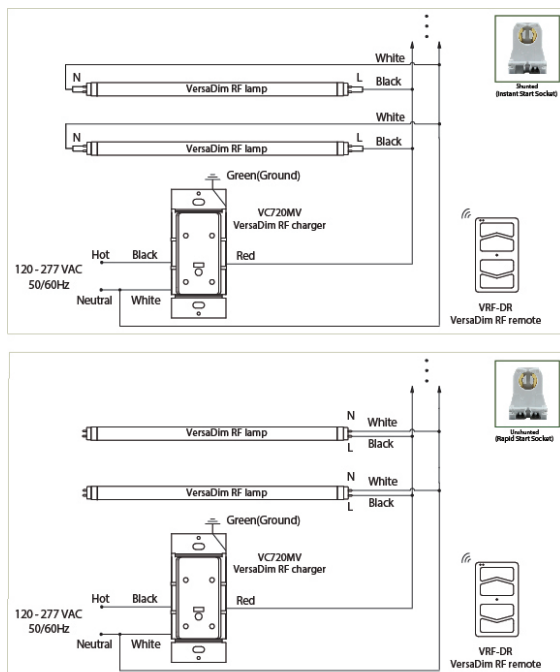 White
N
L
Black
VersaDim RF lamp
Shunted
(Instant Start Socket)
White
N
L
Black
VersaDim RF lamp
Green(Ground)
VC720MV
VersaDim RF charger
Hot
Black
Red
120 - 277 VAC
50/60Hz
Neutral
White
VRF-DR
VersaDim RF remote
N
White
VersaDim RF lamp
L
Black
Unshunted
(Rapid Start Socket)
N
White
VersaDim RF lamp
L
Black
Green(Ground)
VC720MV
VersaDim RF charger
Hot
Black
Red
120 - 277 VAC
50/60Hz
Neutral
White
VRF-DR
VersaDim RF remote